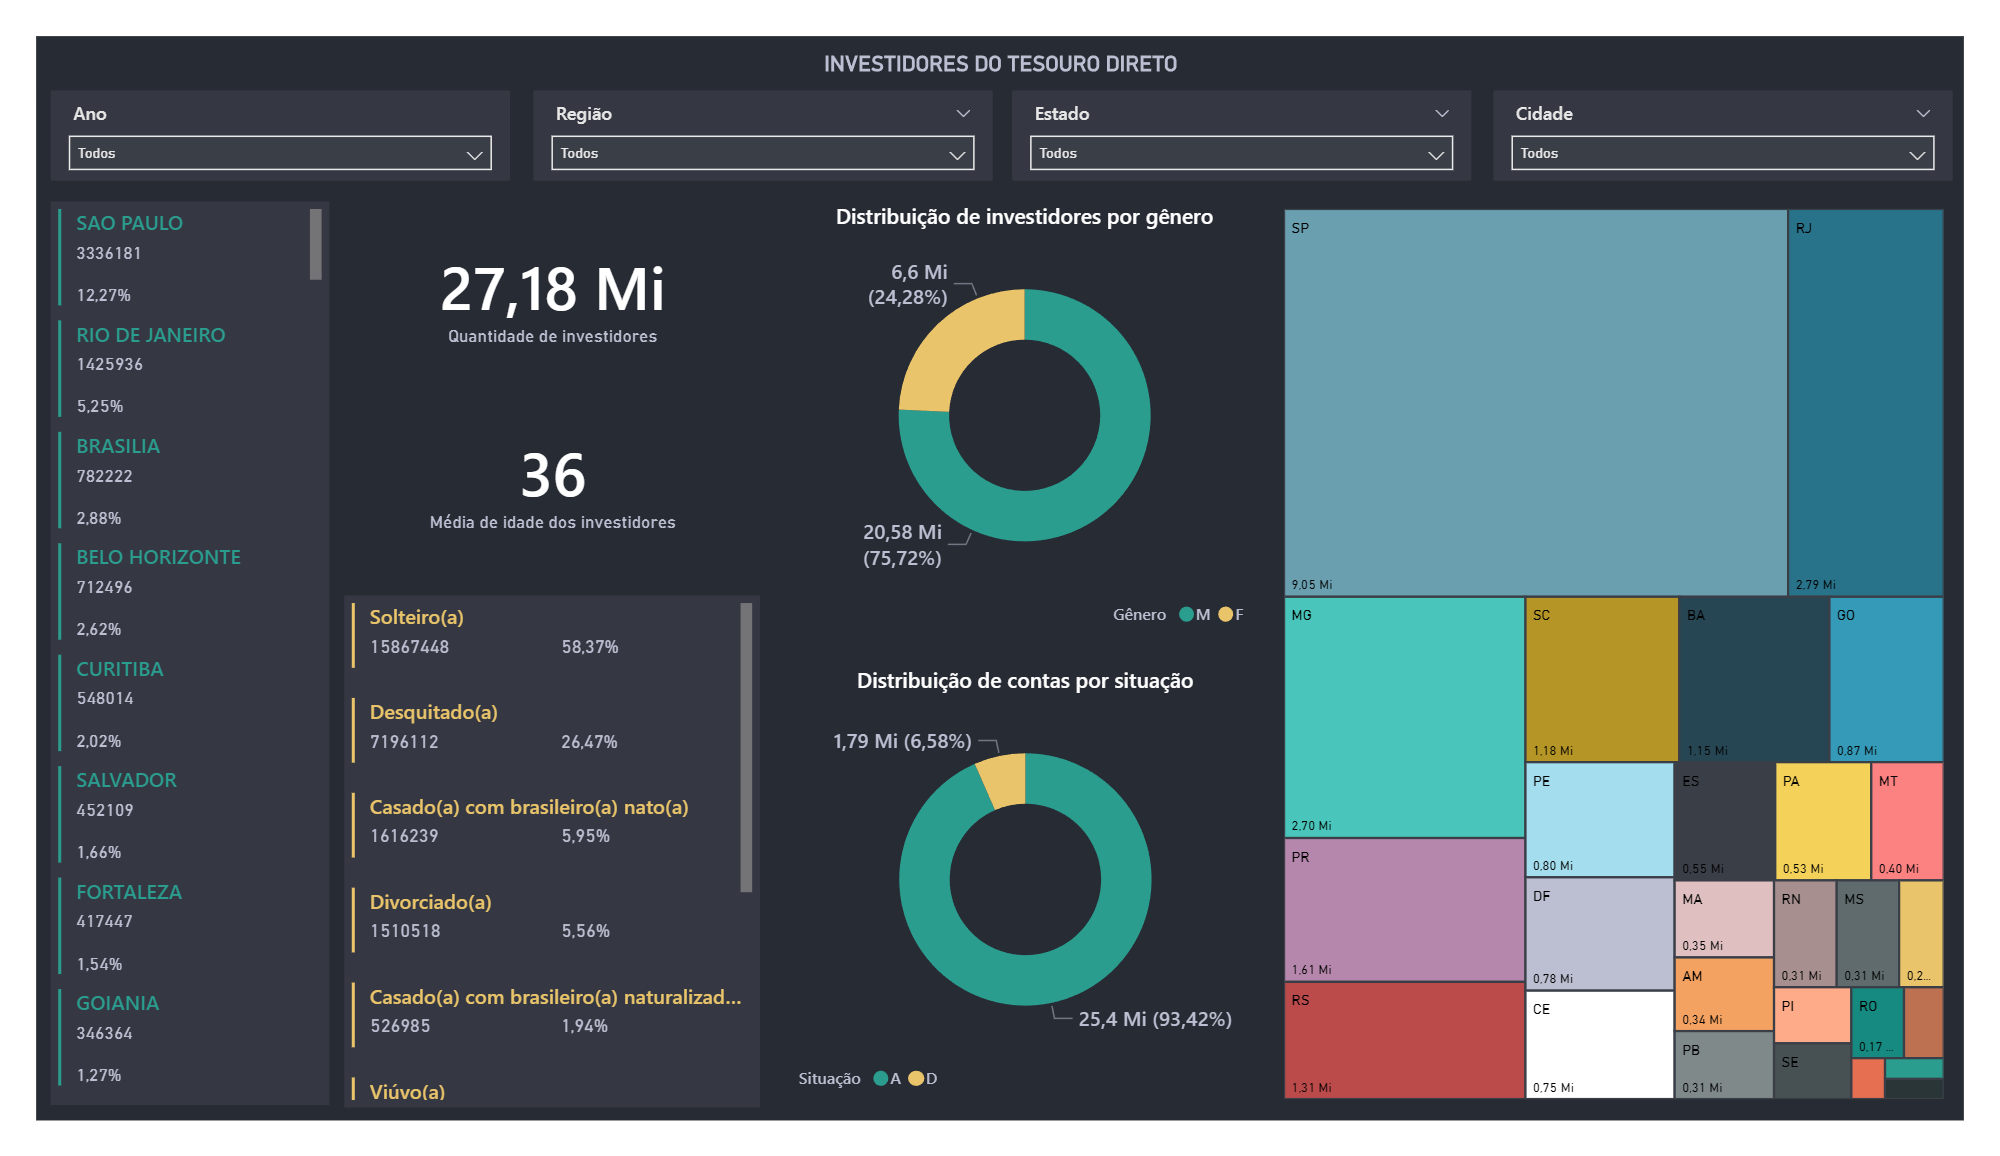 INVESTIDORES DO TESOURO DIRETO
Ano
Todos
Região
Todos
Estado
Todos
Cidade
Todos
SAO PAULO
3336181
12,27%
RIO DE JANEIRO
1425936
5,25%
BRASILIA
782222
2,88%
BELO HORIZONTE
712496
2,62%
CURITIBA
548014
2,02%
SALVADOR
452109
1,66%
FORTALEZA
417447
1,54%
GOIANIA
346364
1,27%
27,18 Mi
Quantidade de investidores
36
Média de idade dos investidores
Solteiro(a)
15867448 58,37%
Desquitado(a)
7196112 26,47%
Casado(a) com brasileiro(a) nato(a)
1616239 5,95%
Divorciado(a)
1510518 5,56%
Casado(a) com brasileiro(a) naturalizad...
526985 1,94%
Viúvo(a)
Distribuição de investidores por gênero
6,6 Mi
(24,28%)
20,58 Mi
(75,72%)
Gênero M F
Distribuição de contas por situação
1,79 Mi (6,58%)
25,4 Mi (93,42%)
Situação A D
SP
9,05 Mi
RJ
2,79 Mi
MG
2,70 Mi
PR
1,61 Mi
RS
1,31 Mi
SC
1,18 Mi
BA
1,15 Mi
GO
0,87 Mi
PE
0,80 Mi
DF
0,78 Mi
CE
0,75 Mi
ES
0,55 Mi
PA
0,53 Mi
MT
0,40 Mi
MA
0,35 Mi
AM
0,34 Mi
PB
0,31 Mi
RN
0,31 Mi
MS
0,31 Mi
0,2...
PI
SE
RO
0,17 ...